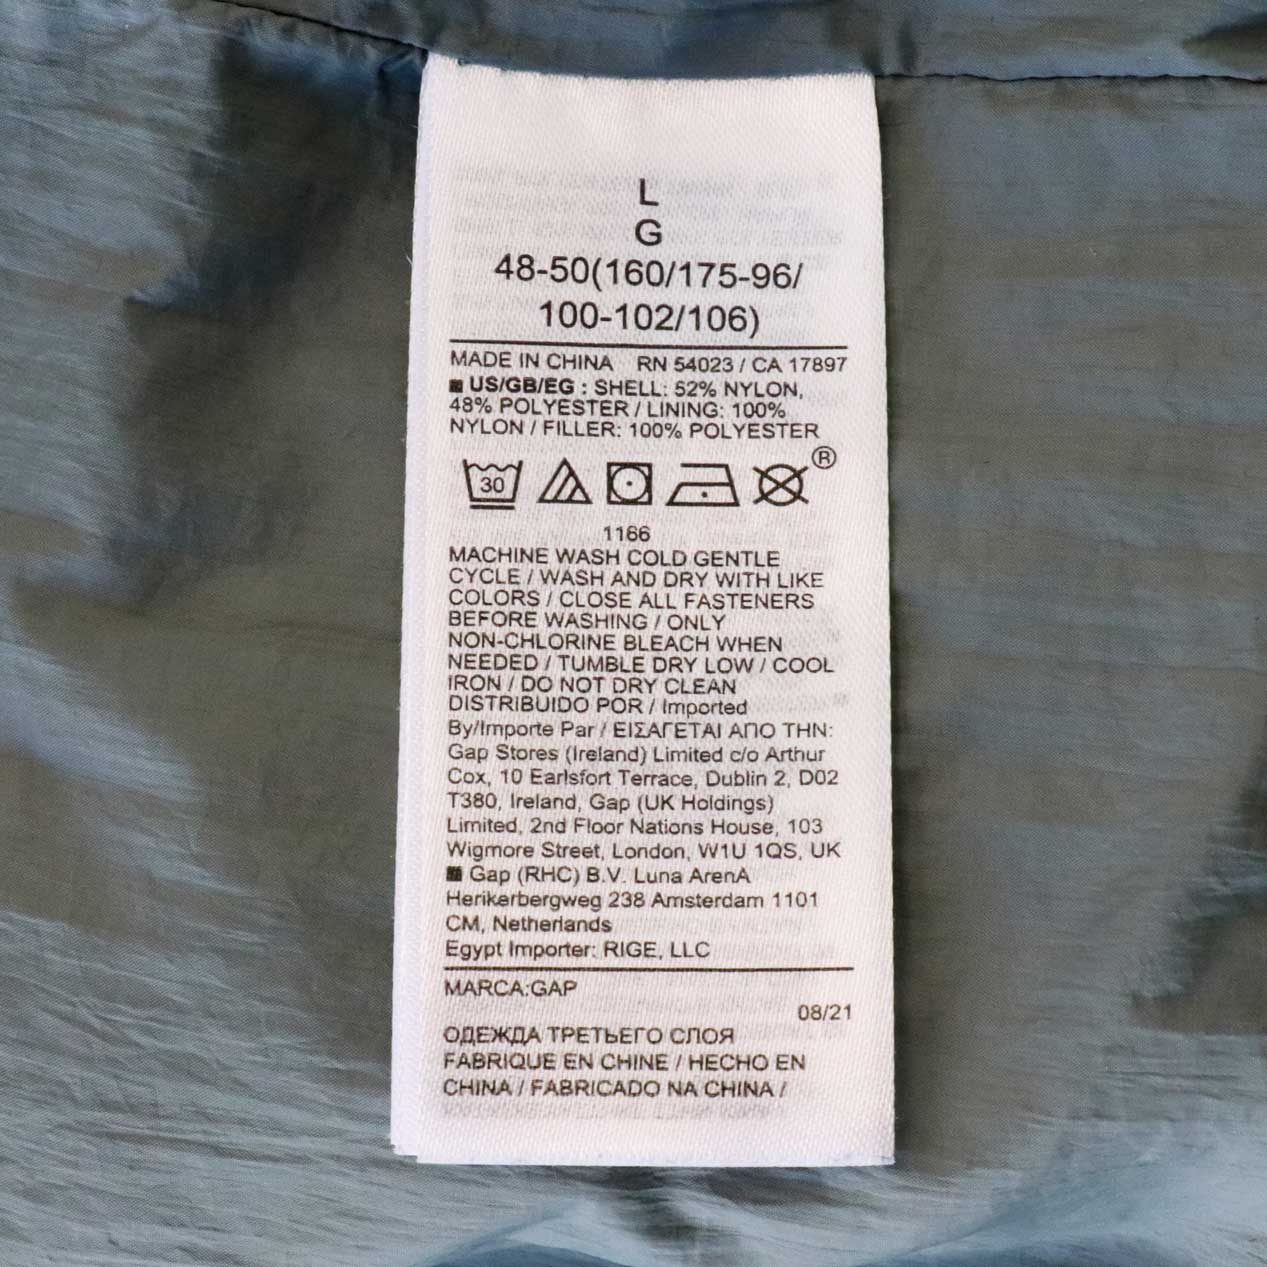 L
G
48-50(160/175-96/
100-102/106)
MADE IN CHINA RN 54023 / CA 17897
■ US/GB/EG : SHELL: 52% NYLON,
48% POLYESTER / LINING: 100%
NYLON / FILLER: 100% POLYESTER
30 ®
1166
MACHINE WASH COLD GENTLE
CYCLE / WASH AND DRY WITH LIKE
COLORS / CLOSE ALL FASTENERS
BEFORE WASHING / ONLY
NON-CHLORINE BLEACH WHEN
NEEDED / TUMBLE DRY LOW / COOL
IRON / DO NOT DRY CLEAN
DISTRIBUIDO POR / Imported
By/Importe Par / ΕΙΣΑΓΕΤΑΙ ΑΠΟ ΤΗΝ:
Gap Stores (Ireland) Limited c/o Arthur
Cox, 10 Earlsfort Terrace, Dublin 2, D02
T380, Ireland, Gap (UK Holdings)
Limited, 2nd Floor Nations House, 103
Wigmore Street, London, W1U 1QS, UK
■ Gap (RHC) B.V. Luna ArenA
Herikerbergweg 238 Amsterdam 1101
CM, Netherlands
Egypt Importer: RIGE, LLC
MARCA:GAP
08/21
ОДЕЖДА ТРЕТЬЕГО СЛОЯ
FABRIQUE EN CHINE / HECHO EN
CHINA / FABRICADO NA CHINA /